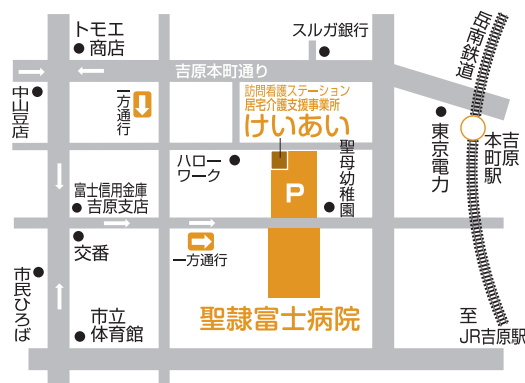 トモエ
商店
スルガ銀行
岳南鉄道
吉原本町通り
中山豆店
一方通行
訪問看護ステーション
居宅介護支援事業所
けいあい
東京電力
吉原
本町駅
ハロー
ワーク
聖母幼稚園
富士信用金庫
吉原支店
P
交番
一方通行
市民ひろば
市立
体育館
聖隷富士病院
至
JR吉原駅